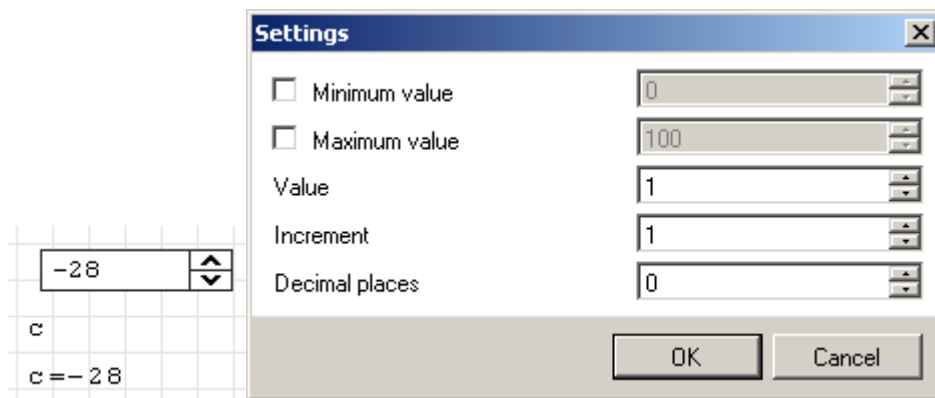 Settings
Minimum value 0
Maximum value 100
Value 1
Increment 1
Decimal places 0
OK Cancel
-28
c
c=-28